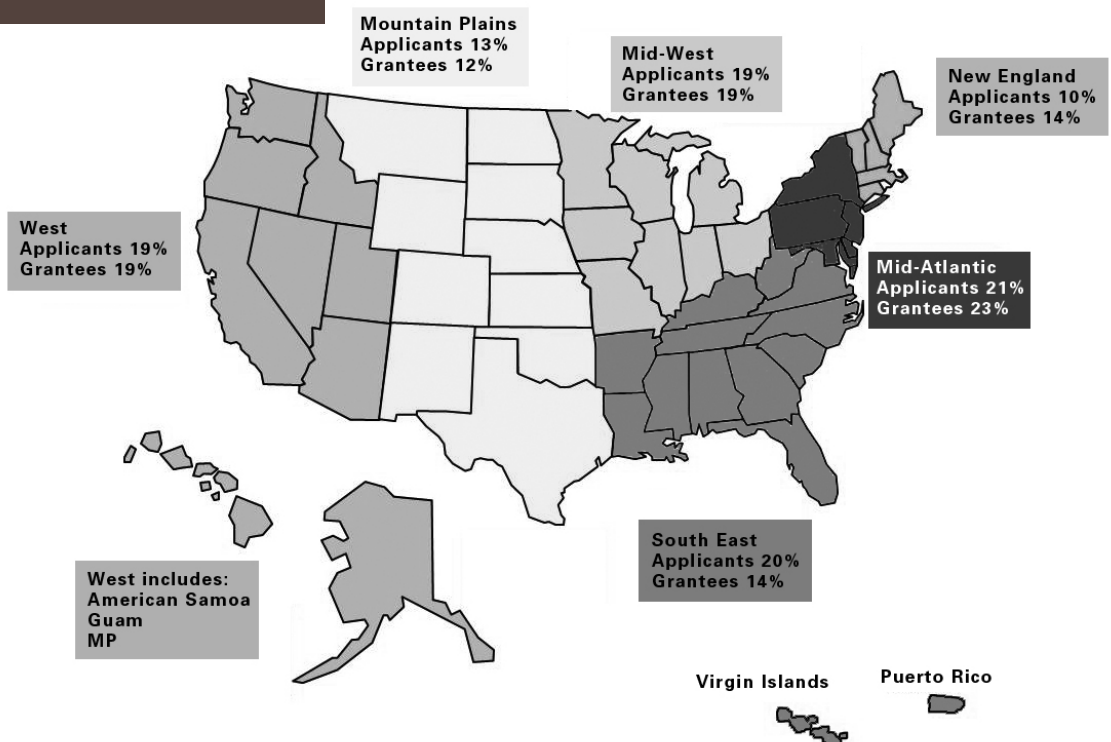 Mountain Plains
Applicants 13%
Grantees 12%
Mid-West
Applicants 19%
Grantees 19%
New England
Applicants 10%
Grantees 14%
West
Applicants 19%
Grantees 19%
Mid-Atlantic
Applicants 21%
Grantees 23%
South East
Applicants 20%
Grantees 14%
West includes:
American Samoa
Guam
MP
Virgin Islands
Puerto Rico